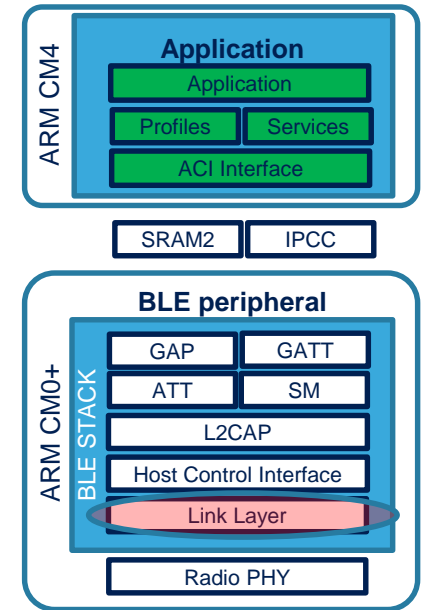 ARM CM4
Application
Application
Profiles Services
ACI Interface
SRAM2 IPCC
ARM CM0+
BLE peripheral
BLE STACK
GAP GATT
ATT SM
L2CAP
Host Control Interface
Link Layer
Radio PHY